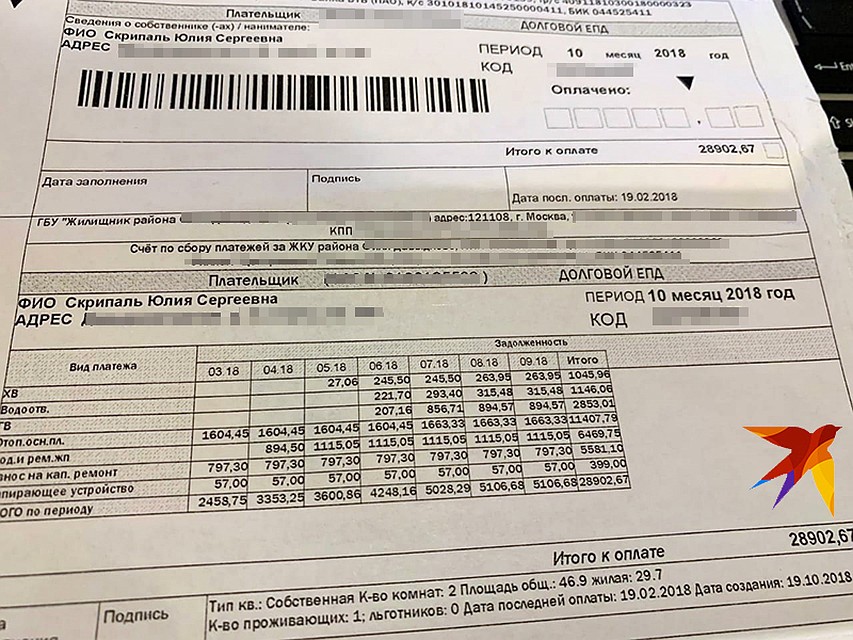 Банка ВТБ (ПАО), к/с 30101810145250000411, БИК 044525411
Плательщик
ДОЛГОВОЙ ЕПД
Сведения о собственнике (-ах) / нанимателе:
ФИО Скрипаль Юлия Сергеевна
АДРЕС
ПЕРИОД 10 месяц 2018 год
КОД
Оплачено:
Итого к оплате 28902,67
Дата заполнения
Подпись
Дата посл. оплаты: 19.02.2018
ГБУ "Жилищник района адрес:121108, г. Москва,
КПП
Счёт по сбору платежей за ЖКУ района
Плательщик ДОЛГОВОЙ ЕПД
ФИО Скрипаль Юлия Сергеевна
АДРЕС
ПЕРИОД 10 месяц 2018 год
КОД
Задолженность
Вид платежа 03.18 04.18 05.18 06.18 07.18 08.18 09.18 Итого
ХВ 27,06 245,50 245,50 263,95 263,95 1045,96
Водоотв. 221,70 293,40 315,48 315,48 1146,06
ГВ 207,16 856,71 894,57 894,57 2853,01
Отоп.осн.пл. 1604,45 1604,45 1604,45 1604,45 1663,33 1663,33 1663,33 11407,79
од.и рем.жп 894,50 1115,05 1115,05 1115,05 1115,05 1115,05 6469,75
знос на кап. ремонт 797,30 797,30 797,30 797,30 797,30 797,30 797,30 5581,10
пирающее устройство 57,00 57,00 57,00 57,00 57,00 57,00 57,00 399,00
ОГО по периоду 2458,75 3353,25 3600,86 4248,16 5028,29 5106,68 5106,68 28902,67
Итого к оплате 28902,67
Подпись
Тип кв.: Собственная К-во комнат: 2 Площадь общ.: 46.9 жилая: 29.7
К-во проживающих: 1; льготников: 0 Дата последней оплаты: 19.02.2018 Дата создания: 19.10.2018